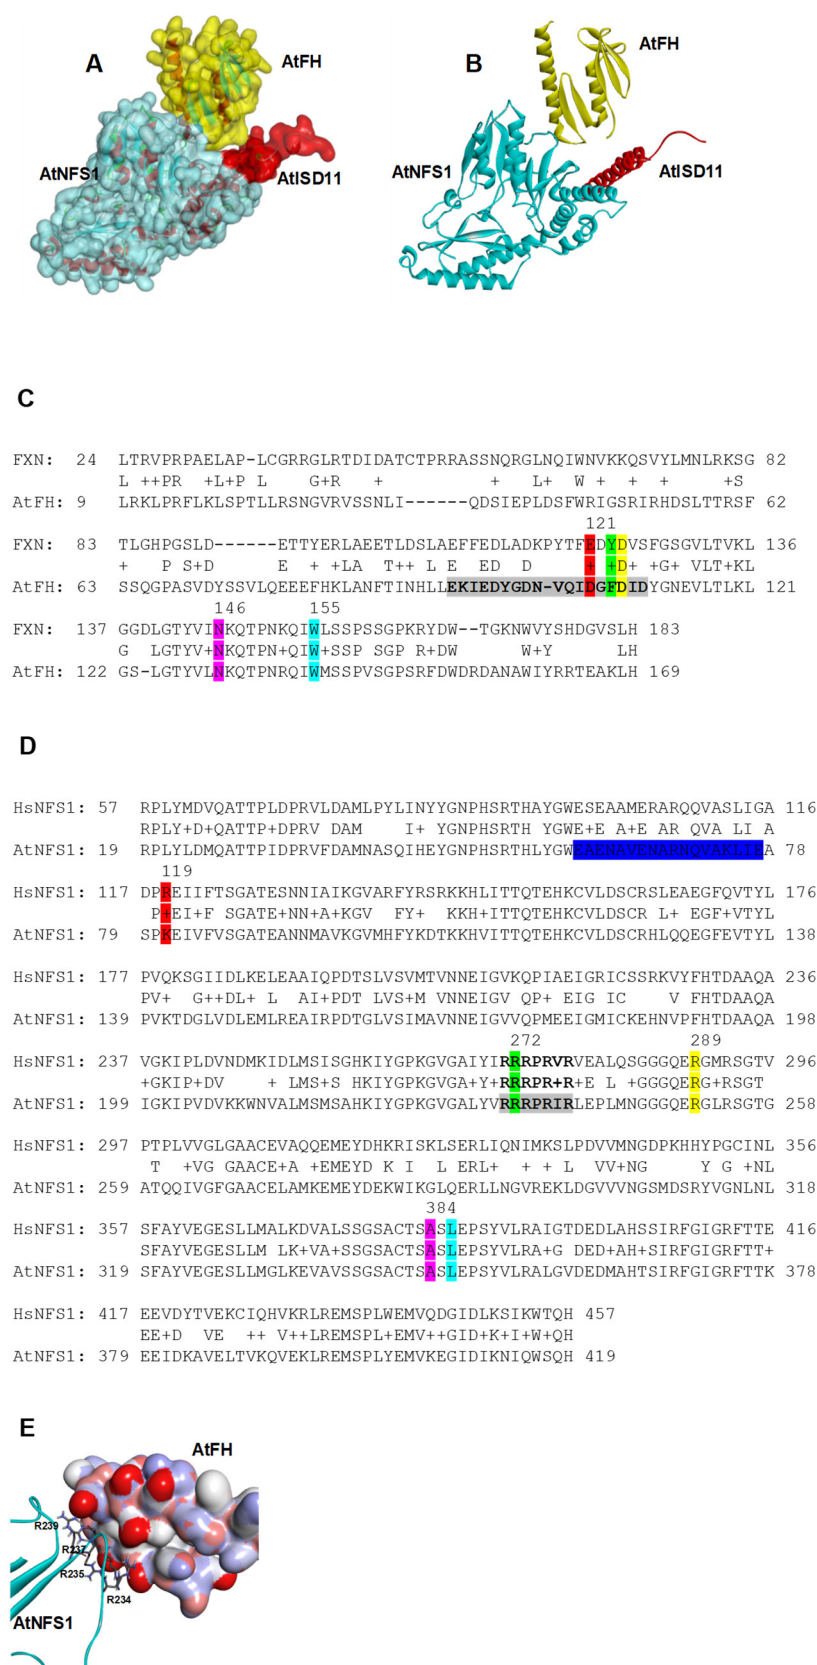 A
AtFH
AtNFS1
AtISD11
B
AtFH
AtNFS1
AtISD11
C
FXN: 24 LTRVPRPAELAP-LCGRRGLRTDIDATCTPRRASSNQRGLNQIWNVKKQSVYLMNLRKSG 82
L ++PR +L+P L G+R + + L+ W + + + +S
AtFH: 9 LRKLPRFLKLSPTLLRSNGVRVSSNLI------QDSIEPLDSFWRIGSRIRHDSLTTRSF 62
121
FXN: 83 TLGHPGSLD------ETTYERLAEETLDSLAEFFEDLADKPYTFEDYDVSFGSGVLTVKL 136
+ P S+D E + +LA T++ L E ED D + +D+ +G+ VLT+KL
AtFH: 63 SSQGPASVDYSSVLQEEEFHKLANFTINHLLEKIEDYGDN-VQIDGFDIDYGNEVLTLKL 121
146 155
FXN: 137 GGDLGTYVINKQTPNKQIWLSSPSSGPKRYDW--TGKNWVYSHDGVSLH 183
G LGTYV+NKQTPN+QIW+SSP SGP R+DW W+Y LH
AtFH: 122 GS-LGTYVLNKQTPNRQIWMSSPVSGPSRFDWDRDANAWIYRRTEAKLH 169
D
HsNFS1: 57 RPLYMDVQATTPLDPRVLDAMLPYLINYYGNPHSRTHAYGWESEAAMERARQQVASLIGA 116
RPLY+D+QATTP+DPRV DAM I+ YGNPHSRTH YGWE+E A+E AR QVA LI A
AtNFS1: 19 RPLYLDMQATTPIDPRVFDAMNASQIHEYGNPHSRTHLYGWEAENAVENARNQVAKLIEA 78
119
HsNFS1: 117 DPREIIFTSGATESNNIAIKGVARFYRSRKKHLITTQTEHKCVLDSCRSLEAEGFQVTYL 176
P+EI+F SGATE+NN+A+KGV FY+ KKH+ITTQTEHKCVLDSCR L+ EGF+VTYL
AtNFS1: 79 SPKEIVFVSGATEANNMAVKGVMHFYKDTKKHVITTQTEHKCVLDSCRHLQQEGFEVTYL 138
HsNFS1: 177 PVQKSGIIDLKELEAAIQPDTSLVSVMTVNNEIGVKQPIAEIGRICSSRKVYFHTDAAQA 236
PV+ G++DL+ L AI+PDT LVS+M VNNEIGV QP+ EIG IC V FHTDAAQA
AtNFS1: 139 PVKTDGLVDLEMLREAIRPDTGLVSIMAVNNEIGVVQPMEEIGMICKEHNVPFHTDAAQA 198
272 289
HsNFS1: 237 VGKIPLDVNDMKIDLMSISGHKIYGPKGVGAIYIRRRPRVRVEALQSGGGQERGMRSGTV 296
+GKIP+DV + LMS+S HKIYGPKGVGA+Y+RRRPR+R+E L +GGGQERG+RSGT
AtNFS1: 199 IGKIPVDVKKWNVALMSMSAHKIYGPKGVGALYVRRRPRIRLEPLMNGGGQERGLRSGTG 258
HsNFS1: 297 PTPLVVGLGAACEVAQQEMEYDHKRISKLSERLIQNIMKSLPDVVMNGDPKHHYPGCINL 356
T +VG GAACE+A +EMEYD K I L ERL+ + + L VV+NG Y G +NL
AtNFS1: 259 ATQQIVGFGAACELAMKEMEYDEKWIKGLQERLLNGVREKLDGVVVNGSMDSRYVGNLNL 318
384
HsNFS1: 357 SFAYVEGESLLMALKDVALSSGSACTSASLEPSYVLRAIGTDEDLAHSSIRFGIGRFTTE 416
SFAYVEGESLLM LK+VA+SSGSACTSASLEPSYVLRA+G DED+AH+SIRFGIGRFTT+
AtNFS1: 319 SFAYVEGESLLMGLKEVAVSSGSACTSASLEPSYVLRALGVDEDMAHTSIRFGIGRFTTK 378
HsNFS1: 417 EEVDYTVEKCIQHVKRLREMSPLWEMVQDGIDLKSIKWTQH 457
EE+D VE ++ V++LREMSPL+EMV++GID+K+I+W+QH
AtNFS1: 379 EEIDKAVELTVKQVEKLREMSPLYEMVKEGIDIKNIQWSQH 419
E
AtFH
R239
R237
R235
R234
AtNFS1